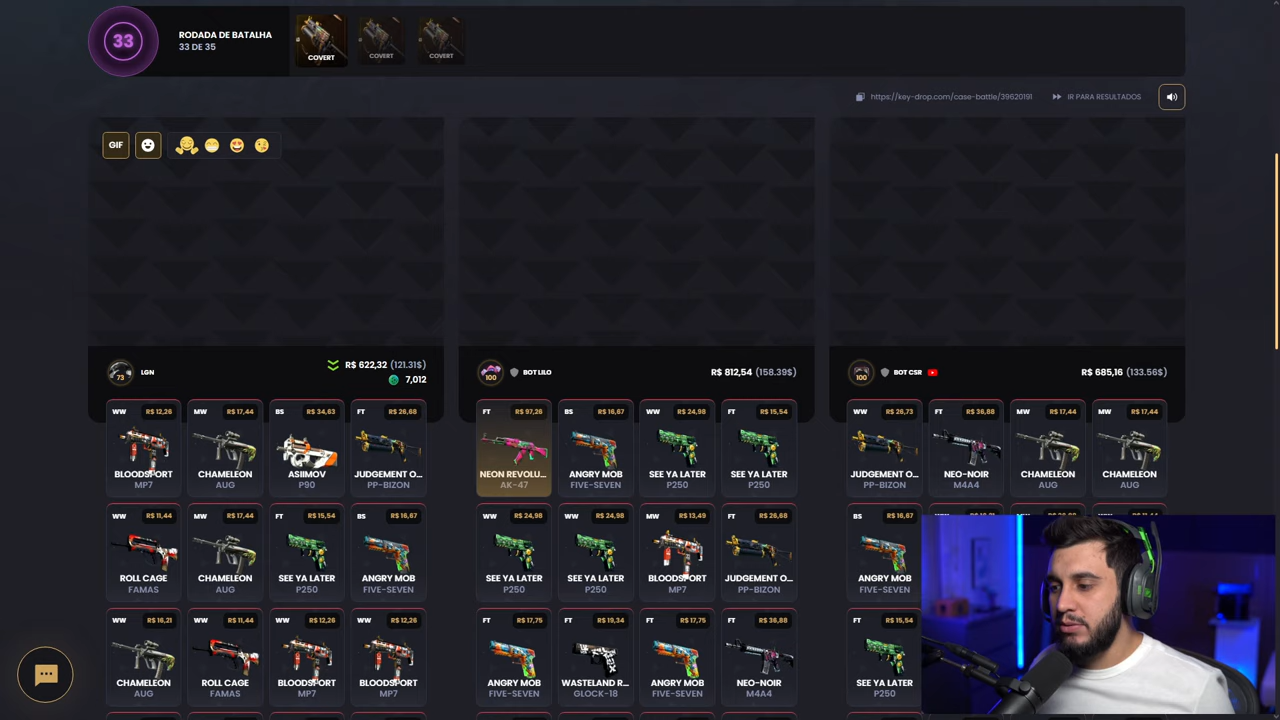 33
RODADA DE BATALHA
33 DE 35
COVERT
COVERT
COVERT
https://key-drop.com/case-battle/39620191
IR PARA RESULTADOS
GIF
73
LGN
R$ 622,32 (121.31$)
7,012
100
BOT LILO
R$ 812,54 (158.39$)
100
BOT CSR
R$ 685,16 (133.56$)
WW R$ 12,26
BLOODSPORT
MP7
MW R$ 17,44
CHAMELEON
AUG
BS R$ 34,63
ASIIMOV
P90
FT R$ 26,68
JUDGEMENT O...
PP-BIZON
FT R$ 97,26
NEON REVOLU...
AK-47
BS R$ 16,67
ANGRY MOB
FIVE-SEVEN
WW R$ 24,98
SEE YA LATER
P250
FT R$ 15,54
SEE YA LATER
P250
WW R$ 26,73
JUDGEMENT O...
PP-BIZON
FT R$ 36,88
NEO-NOIR
M4A4
MW R$ 17,44
CHAMELEON
AUG
MW R$ 17,44
CHAMELEON
AUG
WW R$ 11,44
ROLL CAGE
FAMAS
MW R$ 17,44
CHAMELEON
AUG
FT R$ 15,54
SEE YA LATER
P250
BS R$ 16,67
ANGRY MOB
FIVE-SEVEN
WW R$ 24,98
SEE YA LATER
P250
WW R$ 24,98
SEE YA LATER
P250
MW R$ 13,49
BLOODSPORT
MP7
FT R$ 26,68
JUDGEMENT O...
PP-BIZON
BS R$ 16,67
ANGRY MOB
FIVE-SEVEN
WW R$ 16,21
CHAMELEON
AUG
WW R$ 11,44
ROLL CAGE
FAMAS
WW R$ 12,26
BLOODSPORT
MP7
WW R$ 12,26
BLOODSPORT
MP7
FT R$ 17,75
ANGRY MOB
FIVE-SEVEN
FT R$ 19,34
WASTELAND R...
GLOCK-18
FT R$ 17,75
ANGRY MOB
FIVE-SEVEN
FT R$ 36,88
NEO-NOIR
M4A4
FT R$ 15,54
SEE YA LATER
P250